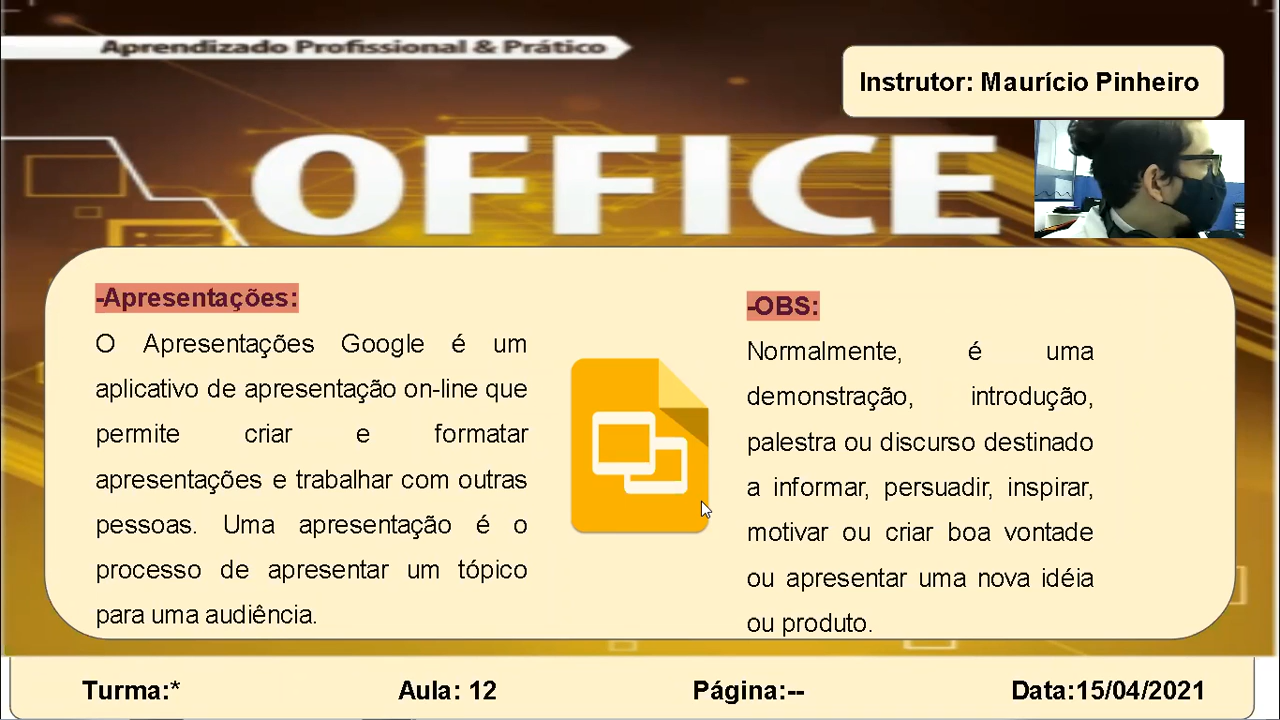 Aprendizado Profissional & Prático
Instrutor: Maurício Pinheiro
OFFICE
-Apresentações:
O Apresentações Google é um
aplicativo de apresentação on-line que
permite criar e formatar
apresentações e trabalhar com outras
pessoas. Uma apresentação é o
processo de apresentar um tópico
para uma audiência.
-OBS:
Normalmente, é uma
demonstração, introdução,
palestra ou discurso destinado
a informar, persuadir, inspirar,
motivar ou criar boa vontade
ou apresentar uma nova idéia
ou produto.
Turma:* Aula: 12 Página:-- Data:15/04/2021